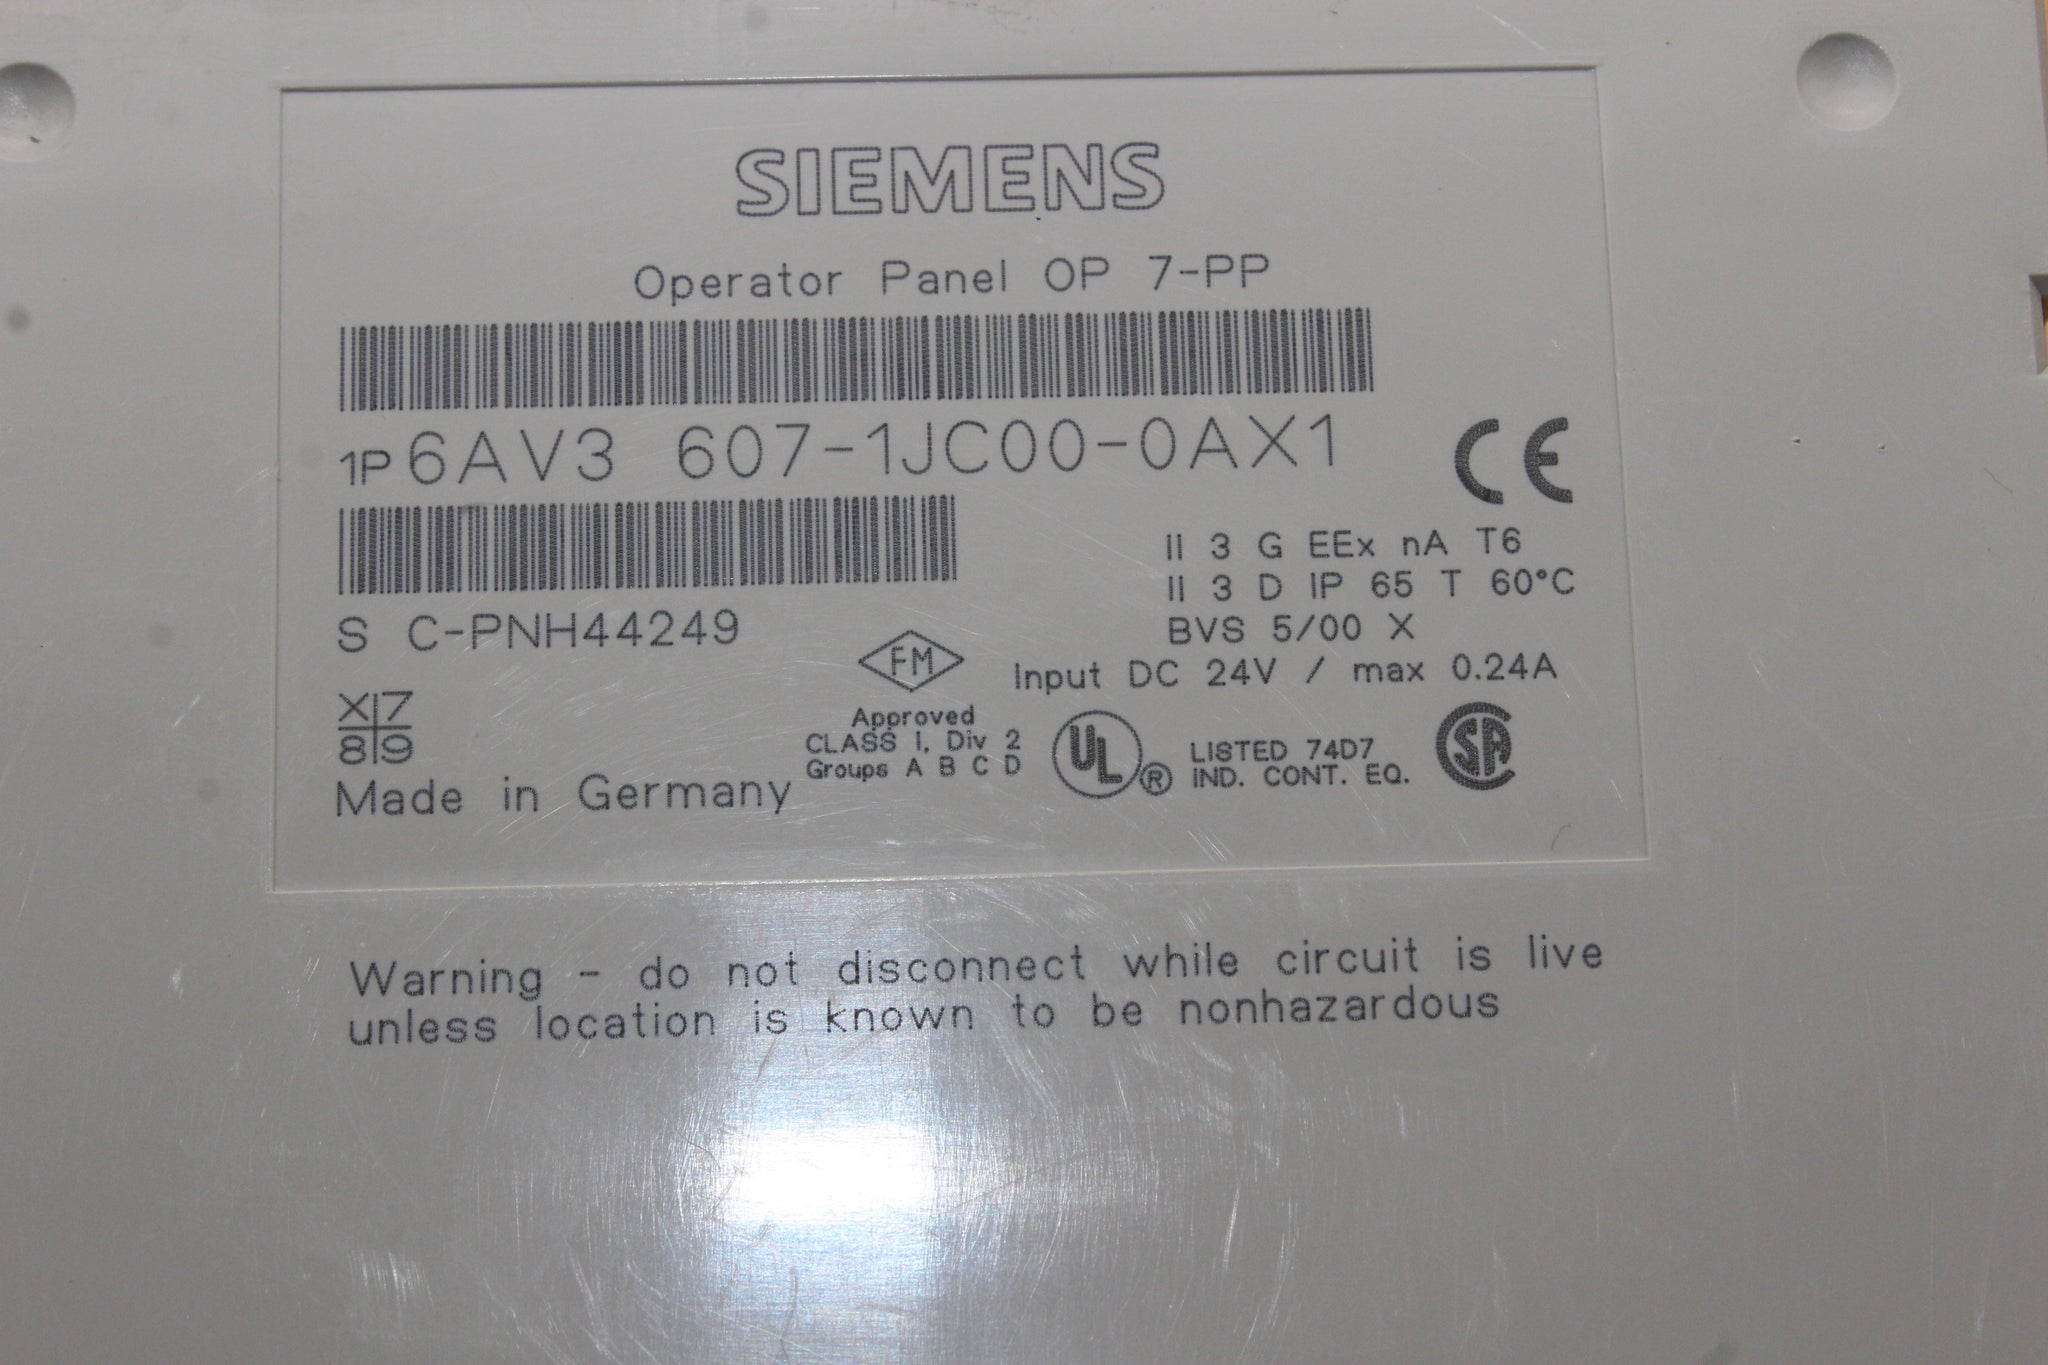 SIEMENS
Operator Panel OP 7-PP
1P 6AV3 607-1JC00-0AX1
CE
II 3 G EEx nA T6
II 3 D IP 65 T 60°C
BVS 5/00 X
S C-PNH44249
FM
Input DC 24V / max 0.24A
X 7
8 9
Approved
CLASS I, Div 2
Groups A B C D
UL ®
LISTED 74D7
IND. CONT. EQ.
SA
Made in Germany
Warning - do not disconnect while circuit is live
unless location is known to be nonhazardous